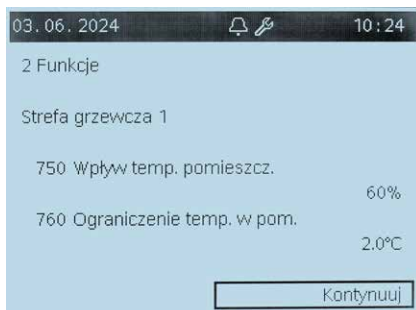 03.06.2024 10:24
2 Funkcje
Strefa grzewcza 1
750 Wpływ temp. pomieszcz.
60%
760 Ograniczenie temp. w pom.
2.0°C
Kontynuuj